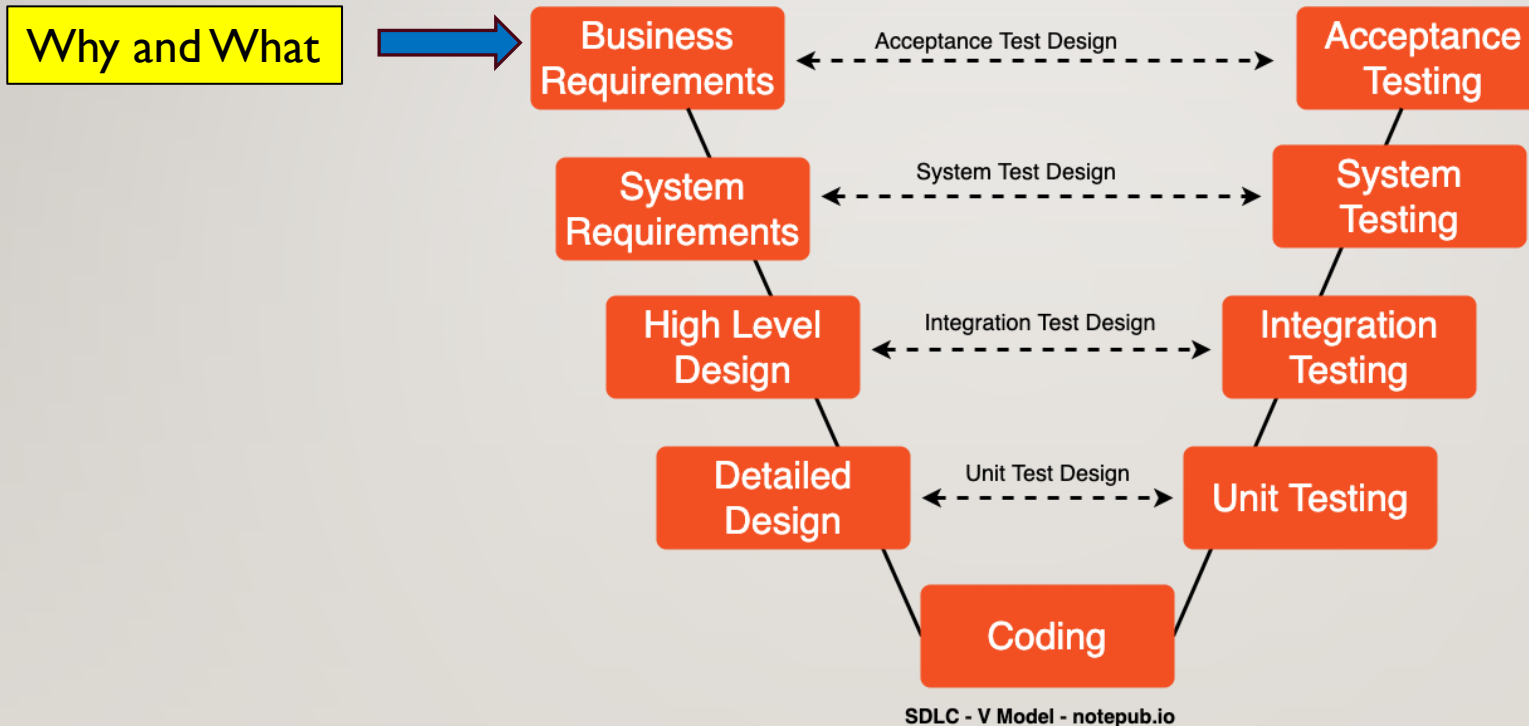 Why and What
Business
Requirements
Acceptance Test Design
Acceptance
Testing
System
Requirements
System Test Design
System
Testing
High Level
Design
Integration Test Design
Integration
Testing
Detailed
Design
Unit Test Design
Unit Testing
Coding
SDLC - V Model - notepub.io